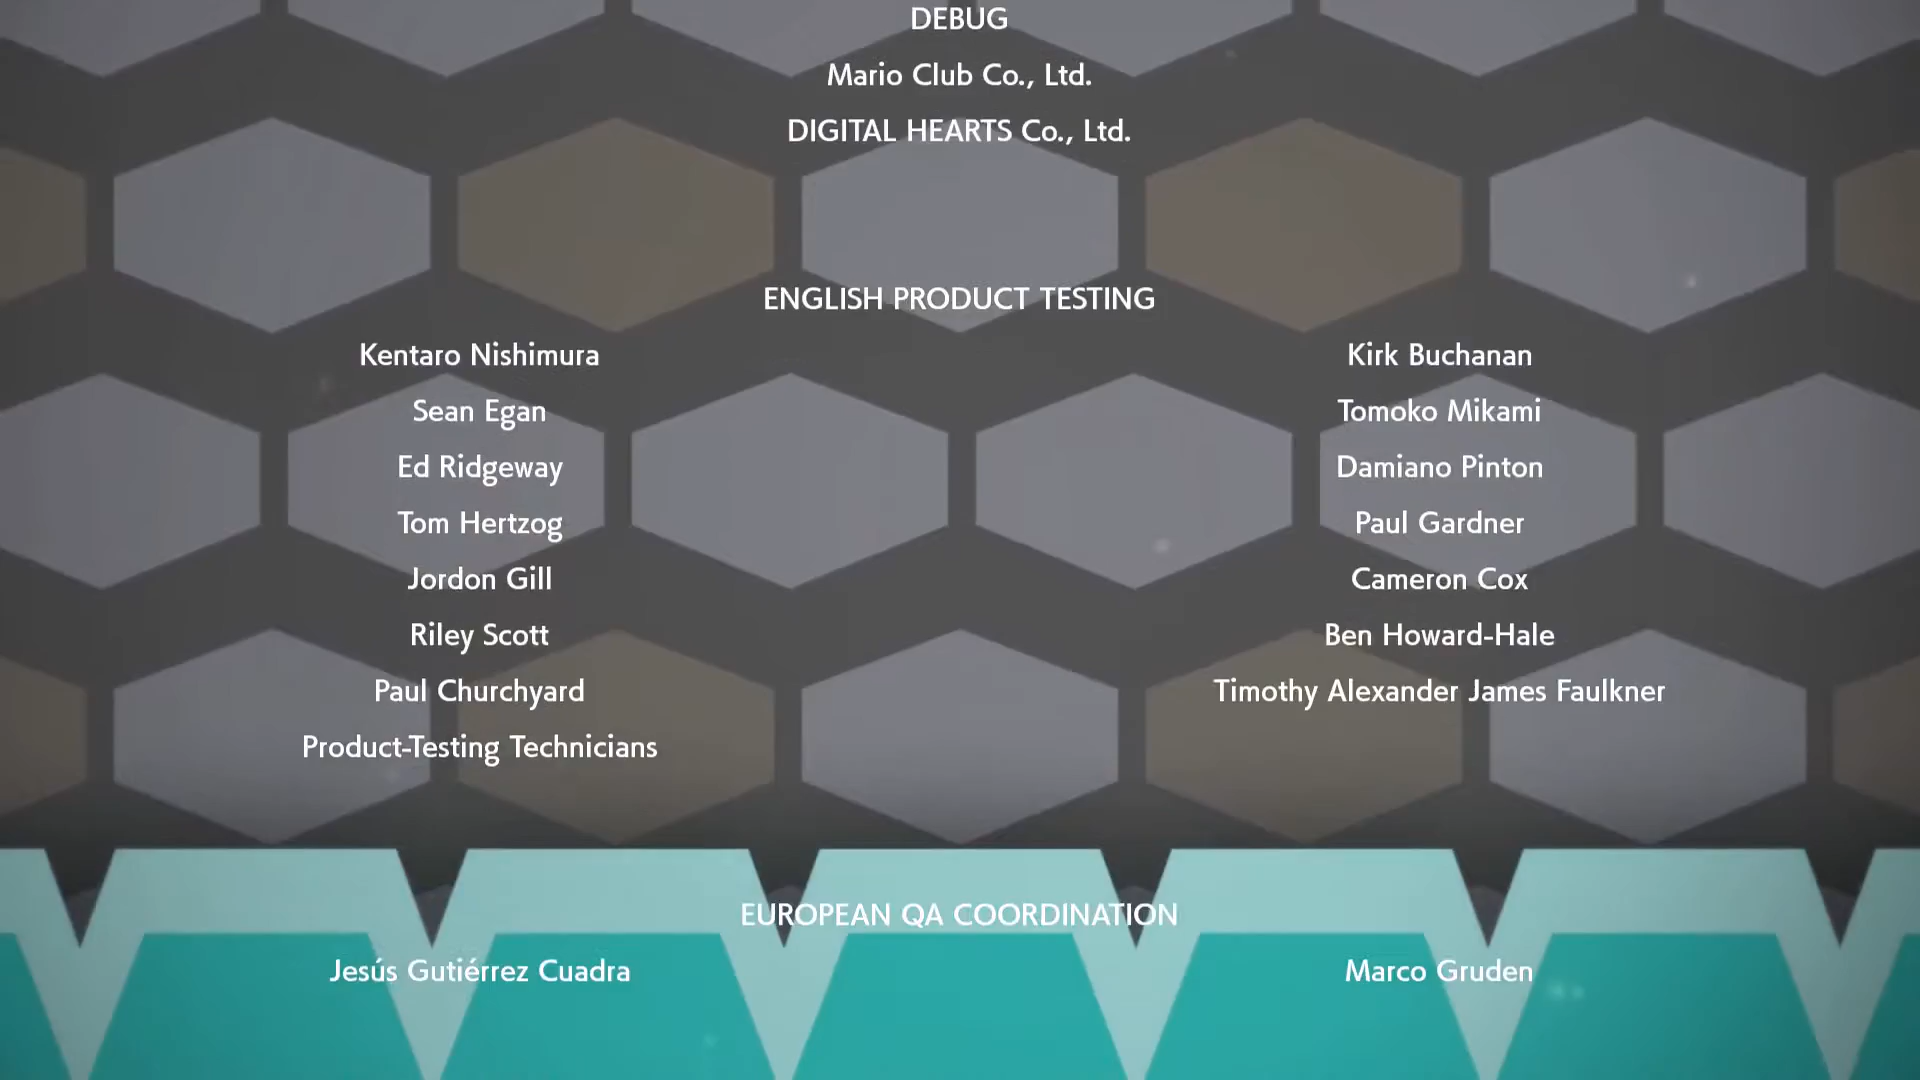 DEBUG
Mario Club Co., Ltd.
DIGITAL HEARTS Co., Ltd.
ENGLISH PRODUCT TESTING
Kentaro Nishimura
Kirk Buchanan
Sean Egan
Tomoko Mikami
Ed Ridgeway
Damiano Pinton
Tom Hertzog
Paul Gardner
Jordon Gill
Cameron Cox
Riley Scott
Ben Howard-Hale
Paul Churchyard
Timothy Alexander James Faulkner
Product-Testing Technicians
EUROPEAN QA COORDINATION
Jesús Gutiérrez Cuadra
Marco Gruden